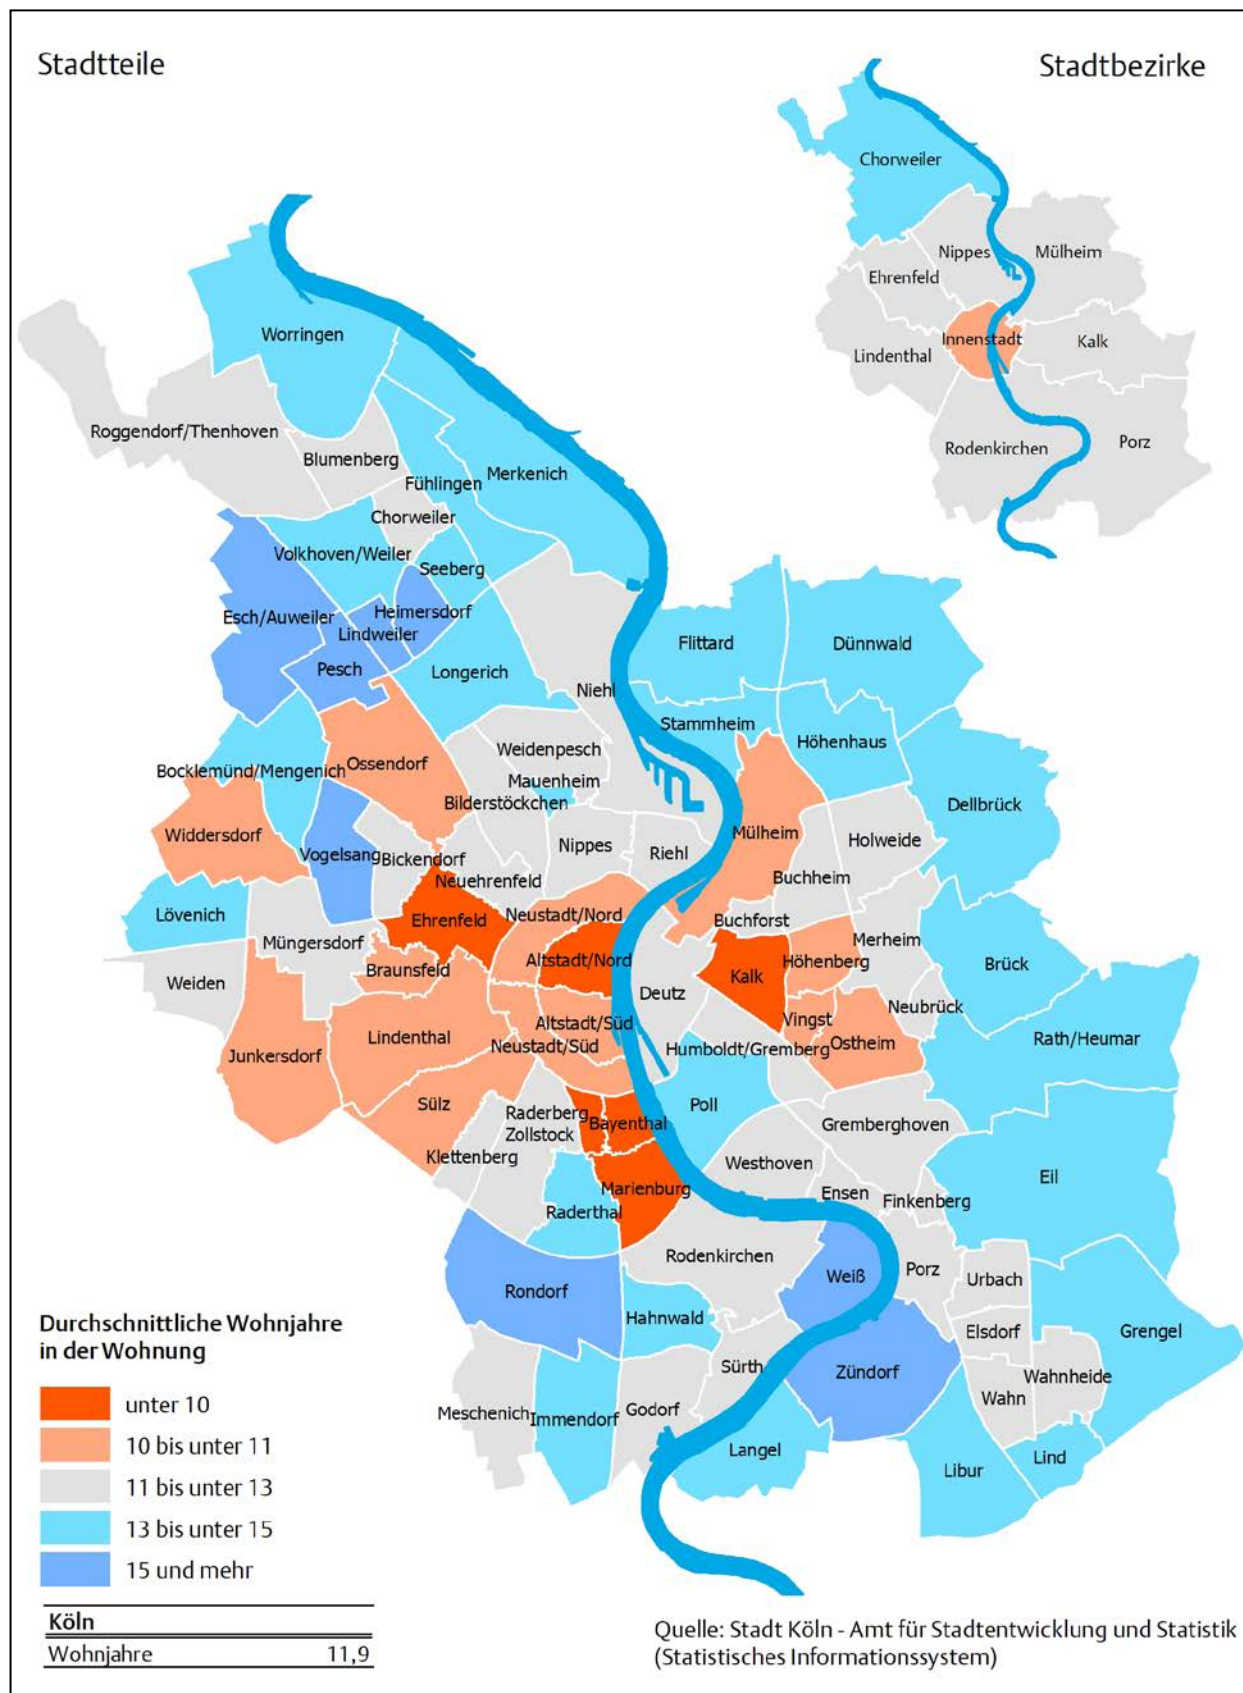 Stadtteile
Stadtbezirke
Chorweiler
Nippes
Mülheim
Ehrenfeld
Innenstadt
Kalk
Lindenthal
Rodenkirchen
Porz
Worringen
Roggendorf/Thenhoven
Blumenberg
Fühlingen
Merkenich
Chorweiler
Volkhoven/Weiler
Seeberg
Heimersdorf
Esch/Auweiler
Lindweiler
Pesch
Longerich
Niehl
Flittard
Dünnwald
Stammheim
Höhenhaus
Weidenpesch
Ossendorf
Bocklemünd/Mengenich
Mauenheim
Bilderstöckchen
Dellbrück
Widdersdorf
Mülheim
Holweide
Vogelsang
Bickendorf
Nippes
Riehl
Neuehrenfeld
Buchheim
Lövenich
Ehrenfeld
Neustadt/Nord
Buchforst
Müngersdorf
Merheim
Altstadt/Nord
Höhenberg
Brück
Braunsfeld
Kalk
Weiden
Deutz
Neubrück
Altstadt/Süd
Vingst
Lindenthal
Neustadt/Süd
Ostheim
Rath/Heumar
Junkersdorf
Humboldt/Gremberg
Sülz
Poll
Raderberg
Bayenthal
Zollstock
Gremberghoven
Klettenberg
Westhoven
Eil
Marienburg
Ensen
Finkenberg
Raderthal
Rodenkirchen
Porz
Weiß
Urbach
Rondorf
Hahnwald
Elsdorf
Grengel
Sürth
Zündorf
Wahnheide
Wahn
Meschenich
Immendorf
Godorf
Langel
Lind
Libur
Durchschnittliche Wohnjahre
in der Wohnung
unter 10
10 bis unter 11
11 bis unter 13
13 bis unter 15
15 und mehr
Köln
Wohnjahre 11,9
Quelle: Stadt Köln - Amt für Stadtentwicklung und Statistik
(Statistisches Informationssystem)